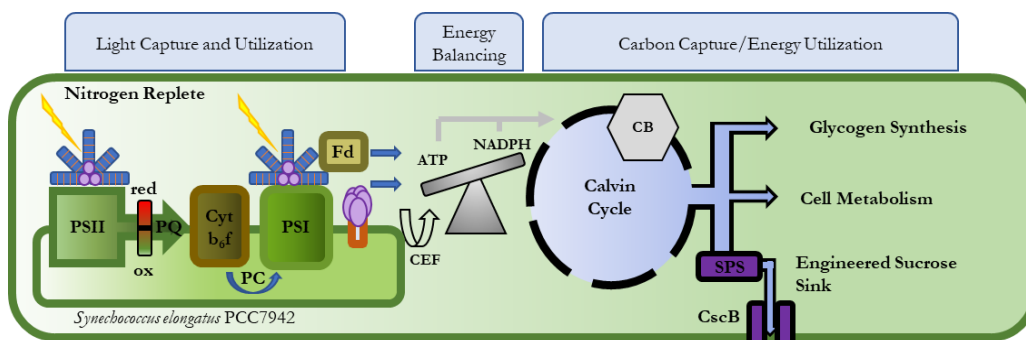 Light Capture and Utilization
Energy
Balancing
Carbon Capture/Energy Utilization
Nitrogen Replete
Fd
ATP
NADPH
CB
Glycogen Synthesis
red
PSII
PQ
ox
Cyt
b₆f
PSI
PC
CEF
Calvin
Cycle
Cell Metabolism
SPS
Engineered Sucrose
Sink
CscB
Synechococcus elongatus PCC7942